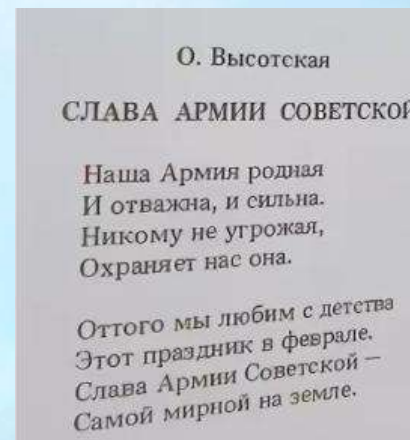 О. Высотская
СЛАВА АРМИИ СОВЕТСКОЙ
Наша Армия родная
И отважна, и сильна.
Никому не угрожая,
Охраняет нас она.
Оттого мы любим с детства
Этот праздник в феврале.
Слава Армии Советской —
Самой мирной на земле.